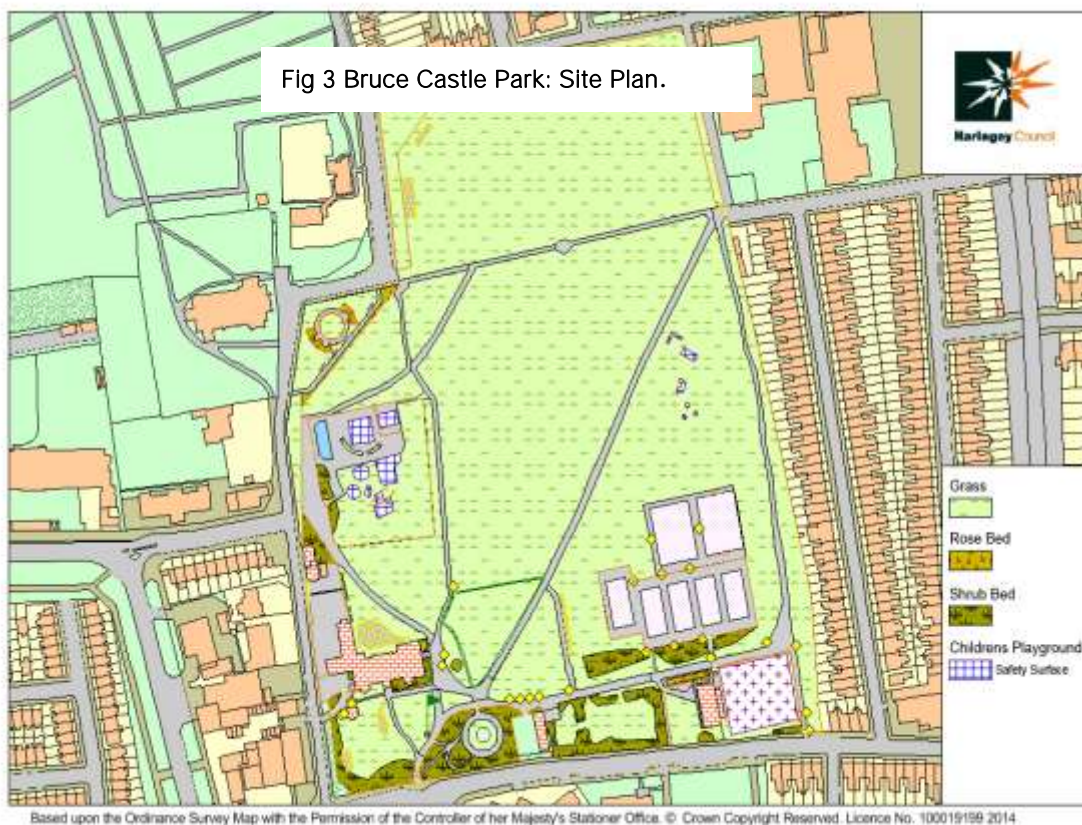 Fig 3 Bruce Castle Park: Site Plan.
Haringey Council
Grass
Rose Bed
Shrub Bed
Childrens Playground
Safety Surface
Based upon the Ordinance Survey Map with the Permission of the Controller of her Majesty's Stationer Office. © Crown Copyright Reserved. Licence No. 100019199 2014